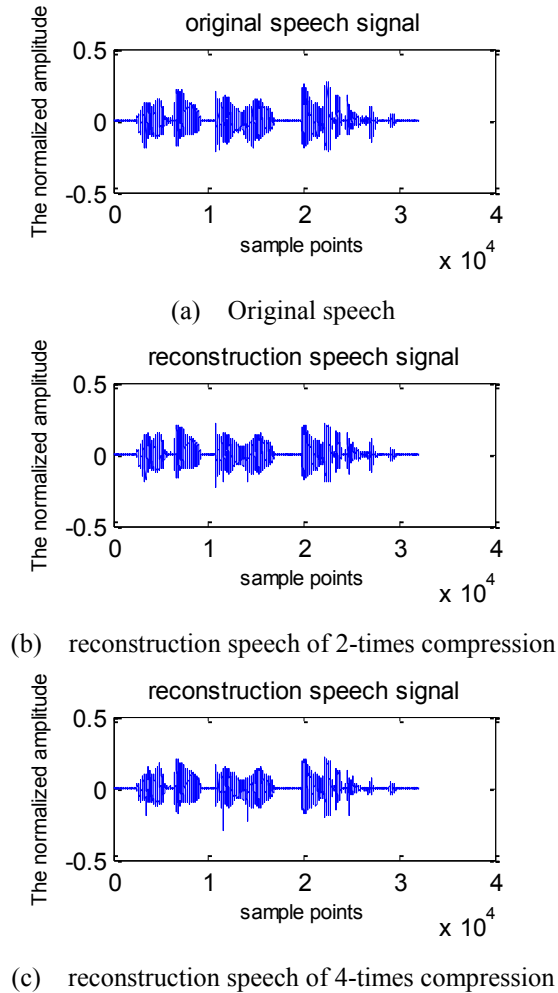 original speech signal
The normalized amplitude
0.5
0
-0.5
0 1 2 3 4
sample points
x 10^4
(a) Original speech
reconstruction speech signal
The normalized amplitude
0.5
0
-0.5
0 1 2 3 4
sample points
x 10^4
(b) reconstruction speech of 2-times compression
reconstruction speech signal
The normalized amplitude
0.5
0
-0.5
0 1 2 3 4
sample points
x 10^4
(c) reconstruction speech of 4-times compression